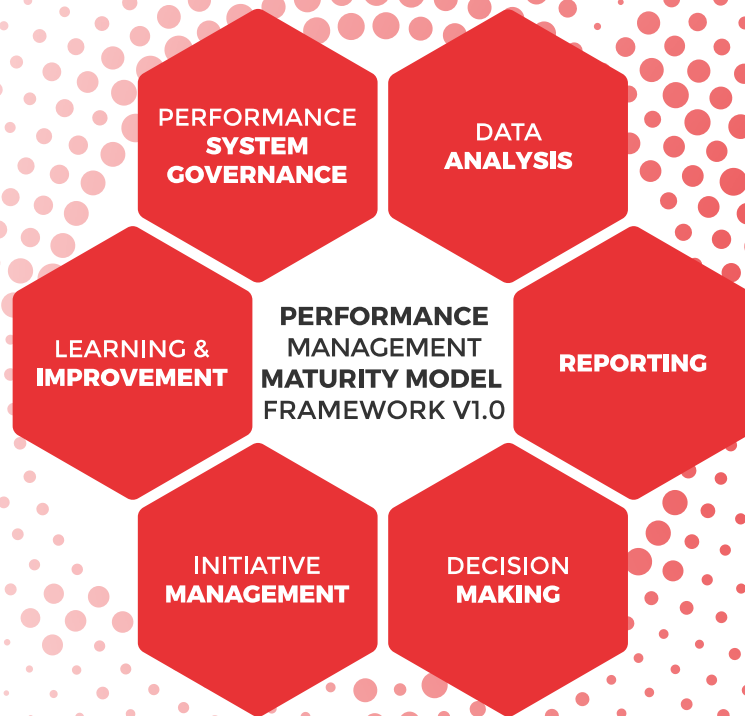 PERFORMANCE
SYSTEM
GOVERNANCE
DATA
ANALYSIS
LEARNING &
IMPROVEMENT
PERFORMANCE
MANAGEMENT
MATURITY MODEL
FRAMEWORK V1.0
REPORTING
INITIATIVE
MANAGEMENT
DECISION
MAKING